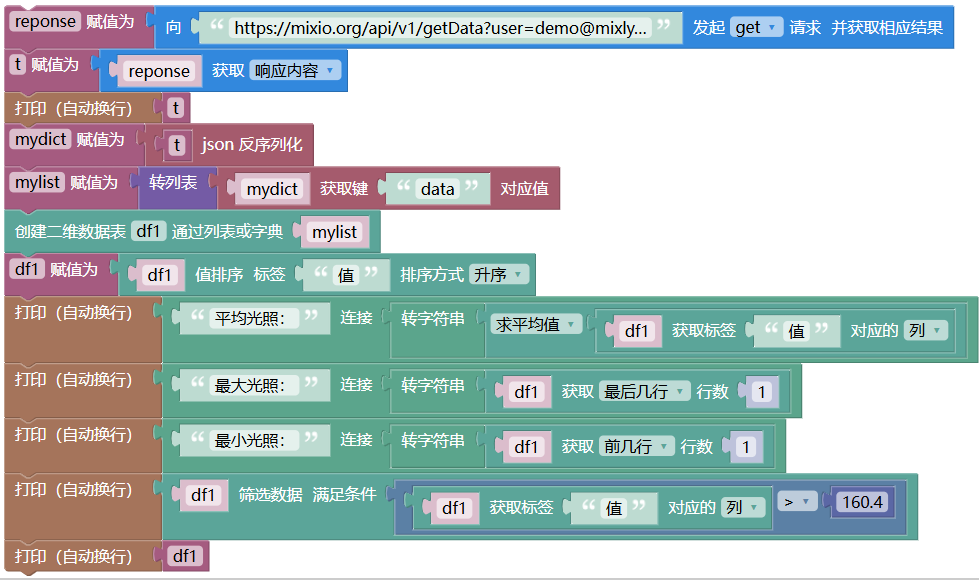 reponse 赋值为 向 “ https://mixio.org/api/v1/getData?user=demo@mixly... ” 发起 get 请求 并获取相应结果
t 赋值为 reponse 获取 响应内容
打印（自动换行） t
mydict 赋值为 t json 反序列化
mylist 赋值为 转列表 mydict 获取键 “ data ” 对应值
创建二维数据表 df1 通过列表或字典 mylist
df1 赋值为 df1 值排序 标签 “ 值 ” 排序方式 升序
打印（自动换行） “ 平均光照： ” 连接 转字符串 求平均值 df1 获取标签 “ 值 ” 对应的 列
打印（自动换行） “ 最大光照： ” 连接 转字符串 df1 获取 最后几行 行数 1
打印（自动换行） “ 最小光照： ” 连接 转字符串 df1 获取 前几行 行数 1
打印（自动换行） df1 筛选数据 满足条件 df1 获取标签 “ 值 ” 对应的 列 > 160.4
打印（自动换行） df1